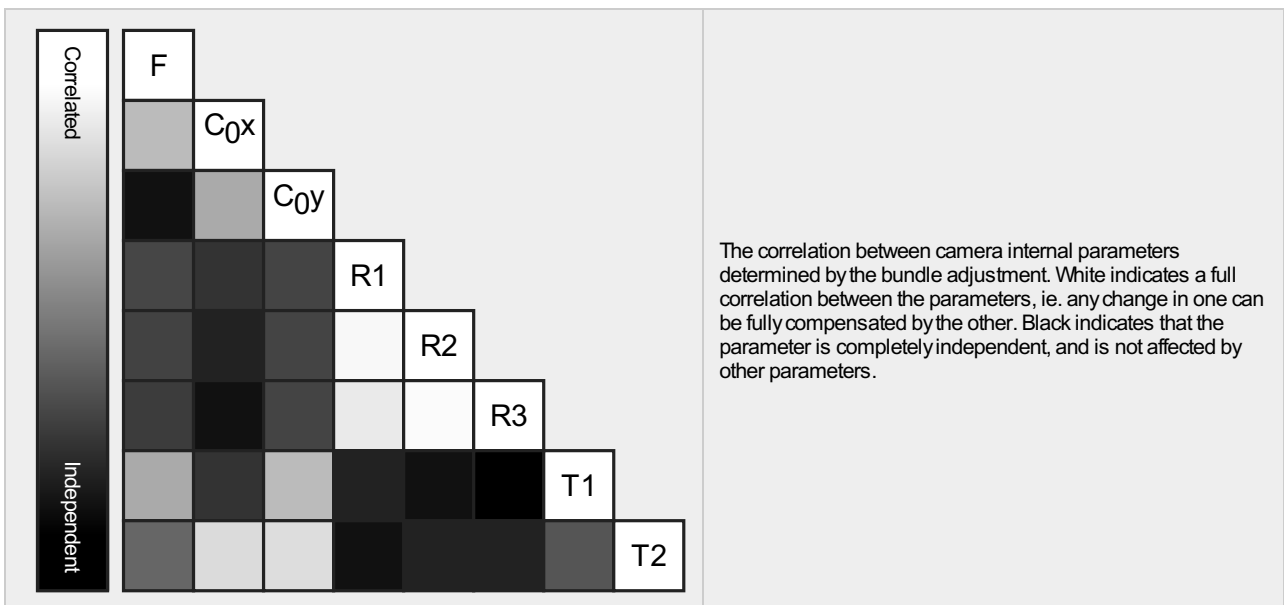 Correlated
Independent
F
C0x
C0y
R1
R2
R3
T1
T2
The correlation between camera internal parameters
determined by the bundle adjustment. White indicates a full
correlation between the parameters, ie. any change in one can
be fully compensated by the other. Black indicates that the
parameter is completely independent, and is not affected by
other parameters.